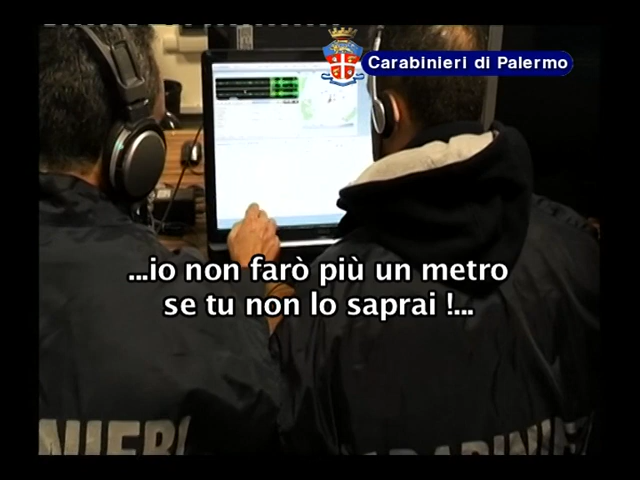 Carabinieri di Palermo
...io non farò più un metro
se tu non lo saprai !...